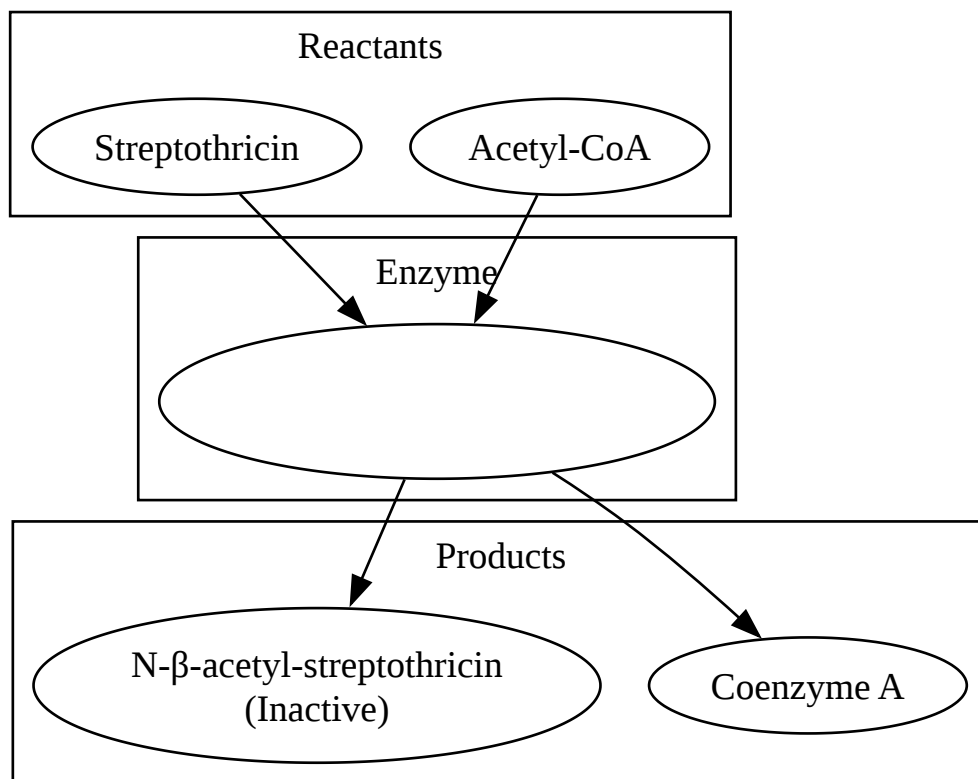 Reactants
Streptothricin
Acetyl-CoA
Enzyme
Products
N-β-acetyl-streptothricin
(Inactive)
Coenzyme A